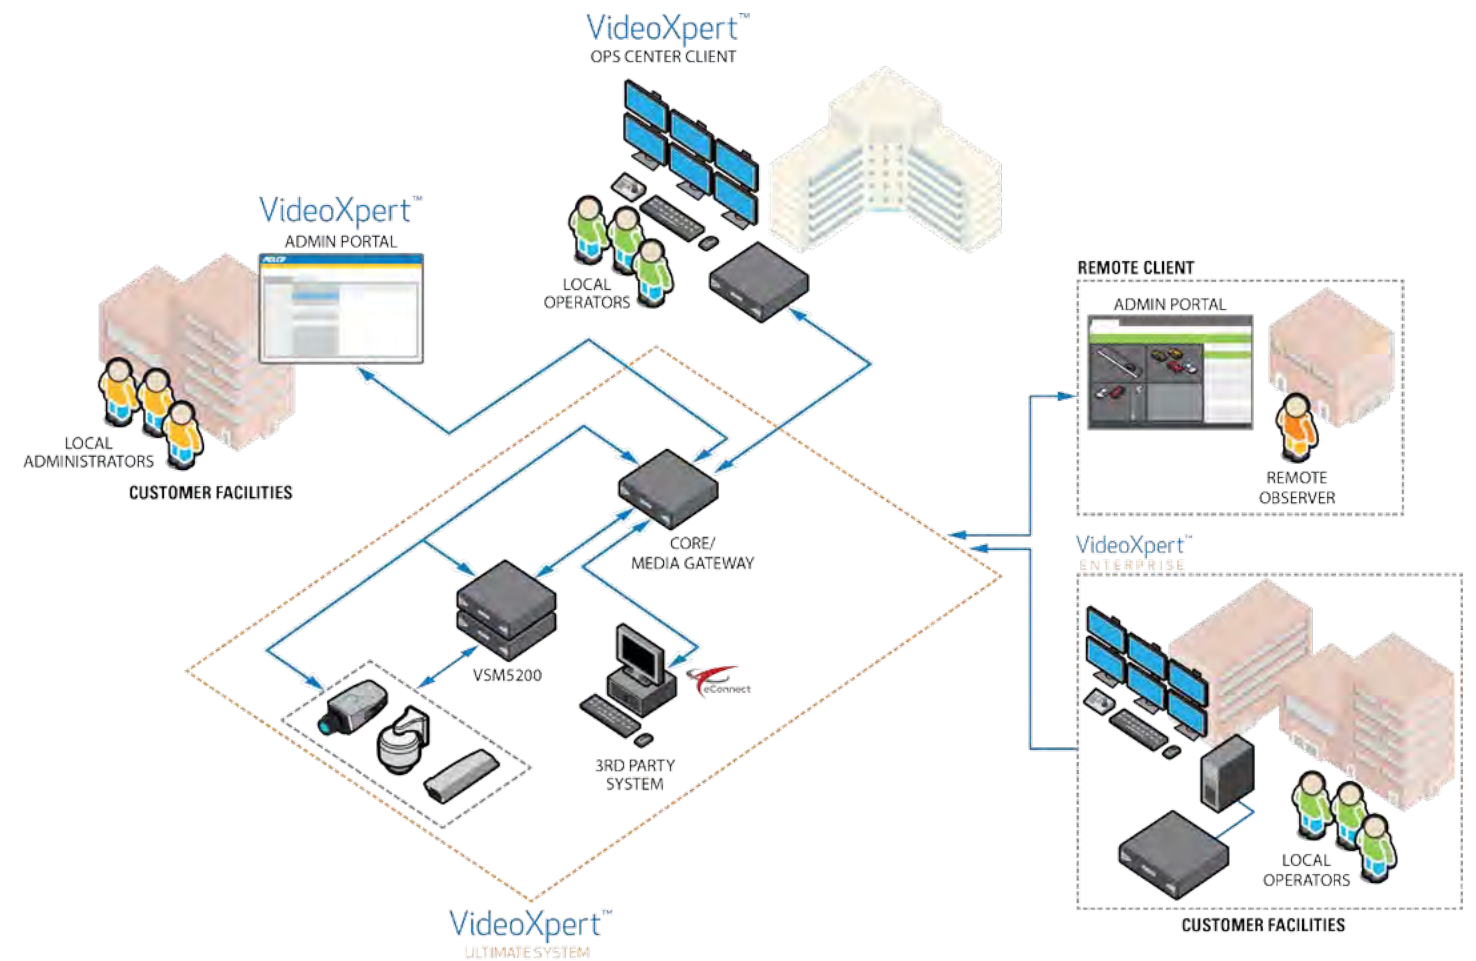 VideoXpert™
OPS CENTER CLIENT
VideoXpert™
ADMIN PORTAL
PELCO
LOCAL
OPERATORS
REMOTE CLIENT
ADMIN PORTAL
LOCAL
ADMINISTRATORS
CUSTOMER FACILITIES
REMOTE
OBSERVER
CORE/
MEDIA GATEWAY
VideoXpert™
ENTERPRISE
VSM5200
eConnect
3RD PARTY
SYSTEM
LOCAL
OPERATORS
CUSTOMER FACILITIES
VideoXpert™
ULTIMATE SYSTEM